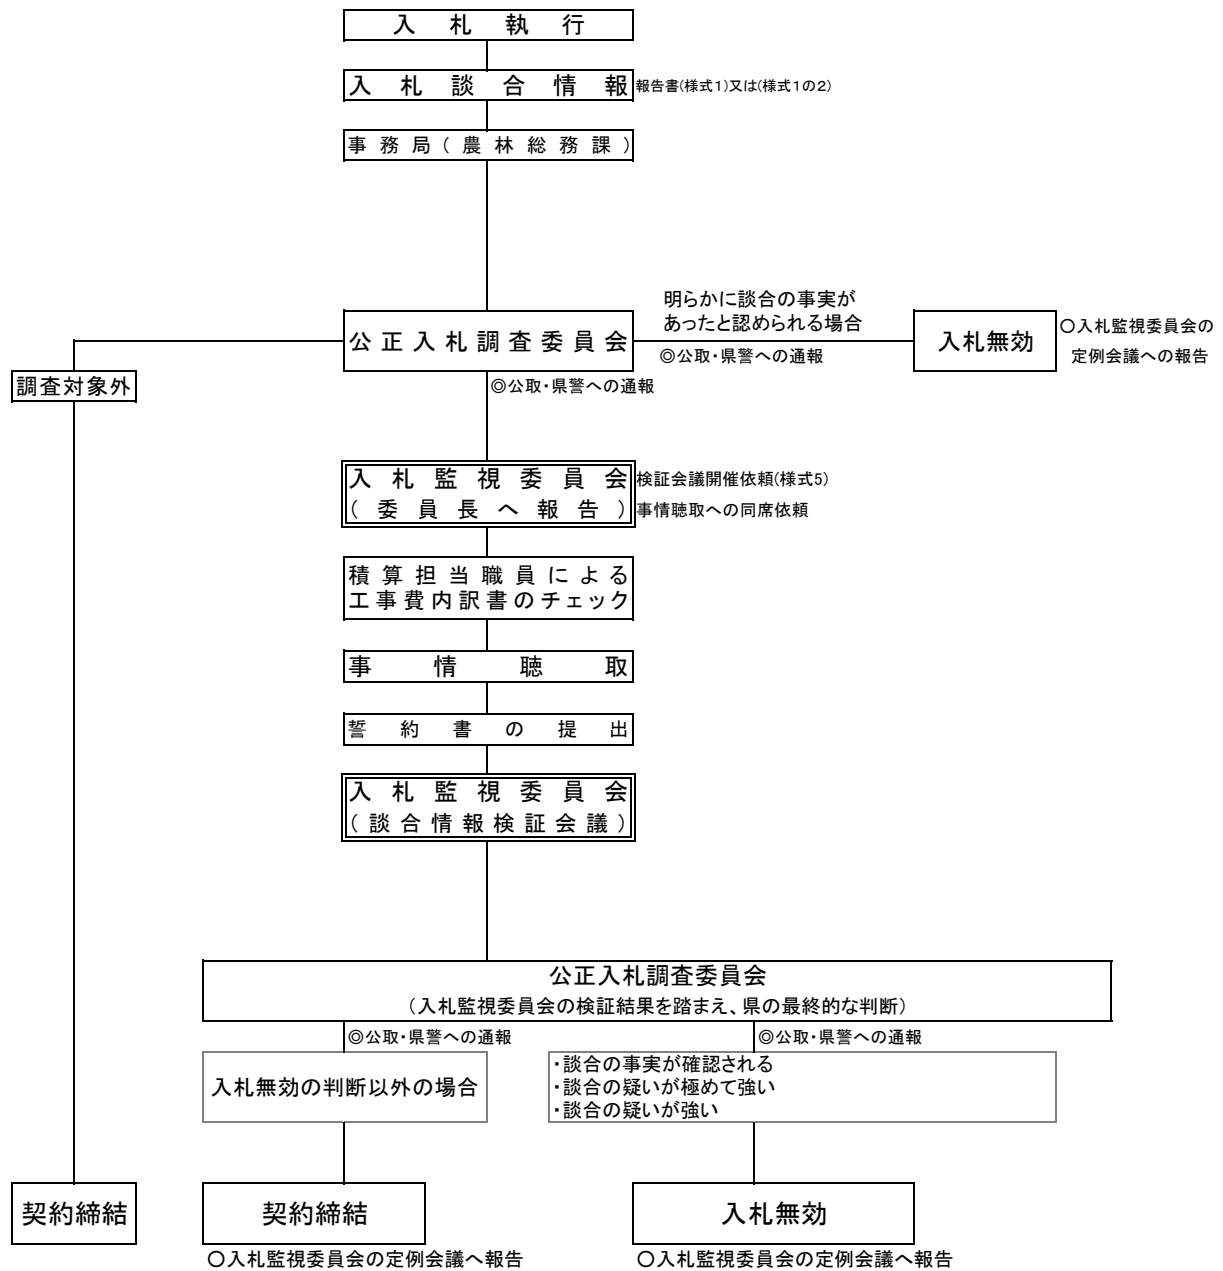 入札執行
入札談合情報
報告書(様式1)又は(様式1の2)
事務局(農林総務課)
明らかに談合の事実が
あったと認められる場合
公正入札調査委員会
◎公取・県警への通報
入札無効
○入札監視委員会の
定例会議への報告
調査対象外
◎公取・県警への通報
入札監視委員会
(委員長へ報告)
検証会議開催依頼(様式5)
事情聴取への同席依頼
積算担当職員による
工事費内訳書のチェック
事情聴取
誓約書の提出
入札監視委員会
(談合情報検証会議)
公正入札調査委員会
(入札監視委員会の検証結果を踏まえ、県の最終的な判断)
◎公取・県警への通報
◎公取・県警への通報
入札無効の判断以外の場合
・談合の事実が確認される
・談合の疑いが極めて強い
・談合の疑いが強い
契約締結
契約締結
入札無効
○入札監視委員会の定例会議へ報告
○入札監視委員会の定例会議へ報告